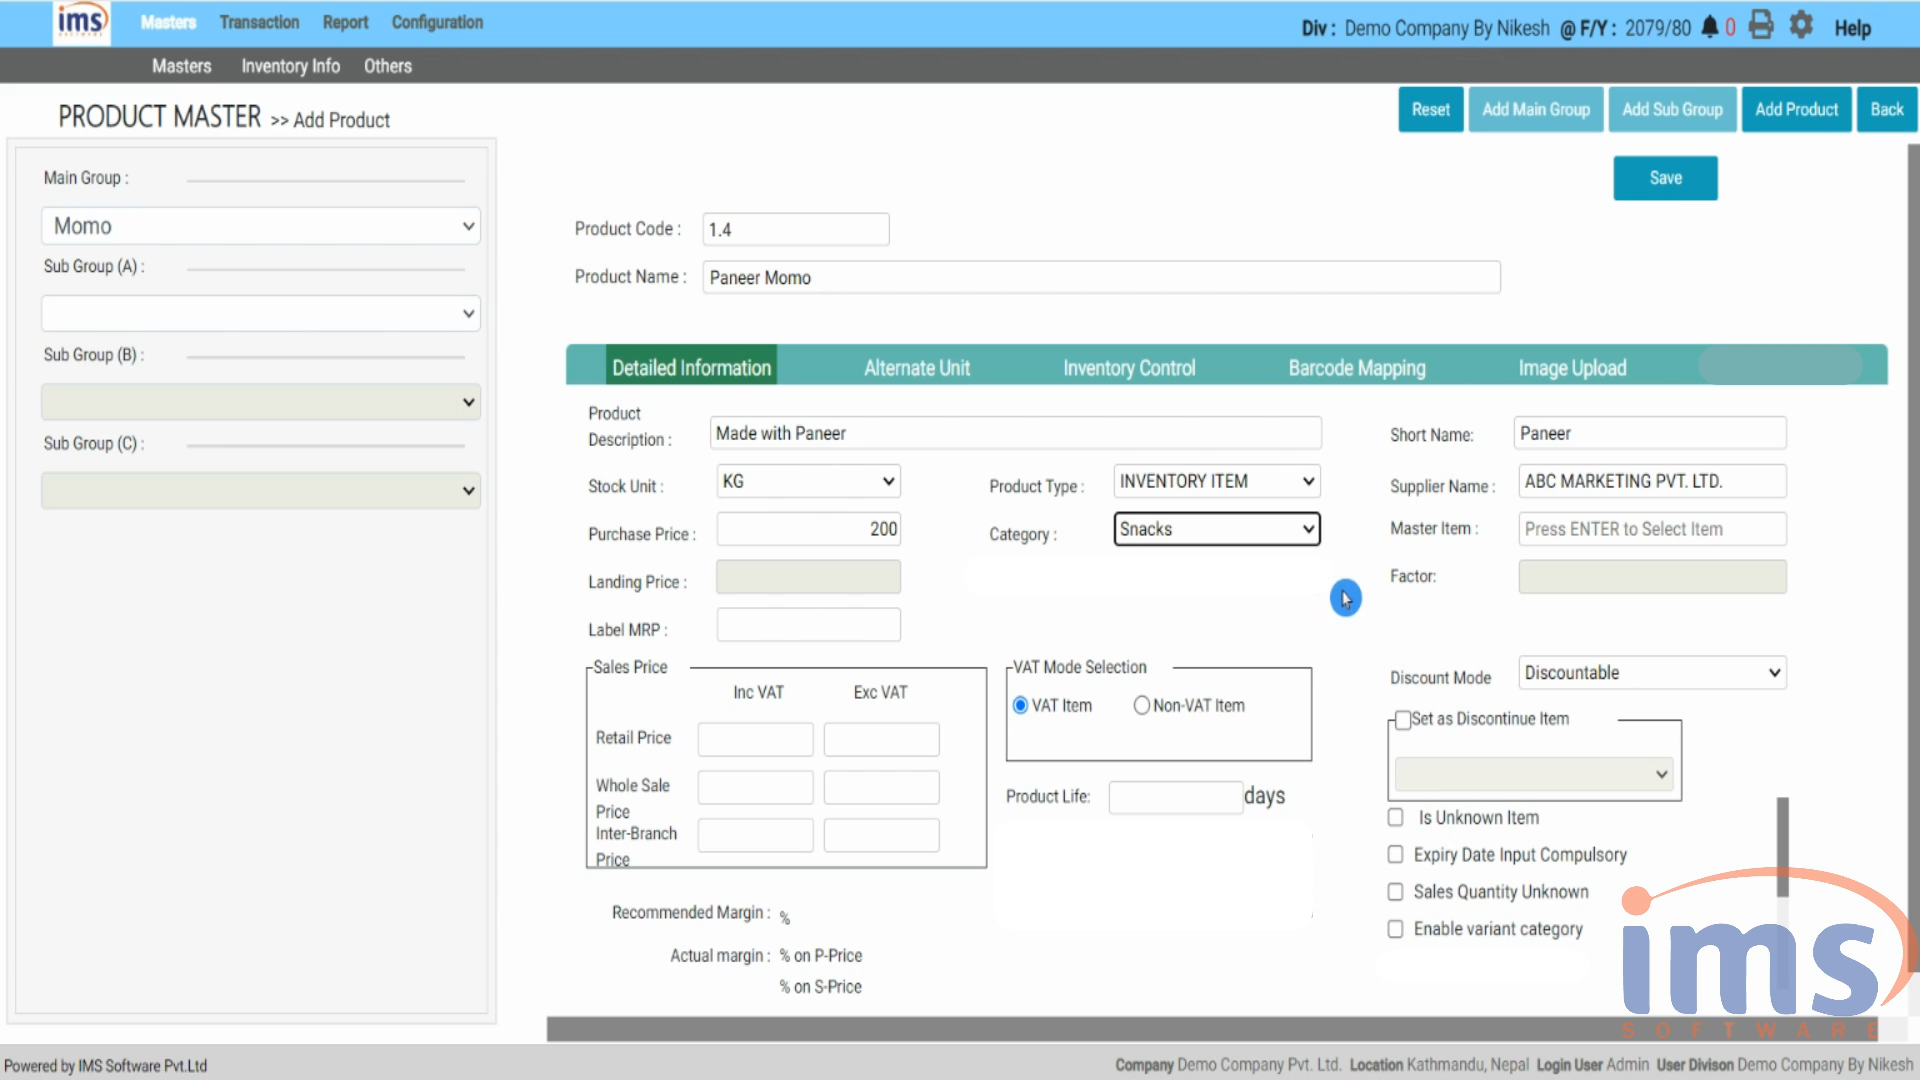 ims
SOFTWARE
Masters Transaction Report Configuration
Div : Demo Company By Nikesh @ F/Y : 2079/80 0 Help
Masters Inventory Info Others
PRODUCT MASTER >> Add Product
Reset Add Main Group Add Sub Group Add Product Back
Save
Main Group :
Momo
Sub Group (A) :
Sub Group (B) :
Sub Group (C) :
Product Code : 1.4
Product Name : Paneer Momo
Detailed Information Alternate Unit Inventory Control Barcode Mapping Image Upload
Product
Description : Made with Paneer
Short Name: Paneer
Stock Unit : KG Product Type : INVENTORY ITEM Supplier Name : ABC MARKETING PVT. LTD.
Purchase Price : 200 Category : Snacks Master Item : Press ENTER to Select Item
Landing Price : Factor:
Label MRP :
Sales Price
Inc VAT Exc VAT
Retail Price
Whole Sale
Price
Inter-Branch
Price
VAT Mode Selection
VAT Item Non-VAT Item
Product Life: days
Discount Mode Discountable
Set as Discontinue Item
Is Unknown Item
Expiry Date Input Compulsory
Sales Quantity Unknown
Enable variant category
Recommended Margin : %
Actual margin : % on P-Price
% on S-Price
ims
SOFTWARE
Powered by IMS Software Pvt.Ltd
Company Demo Company Pvt. Ltd. Location Kathmandu, Nepal Login User Admin User Divison Demo Company By Nikesh